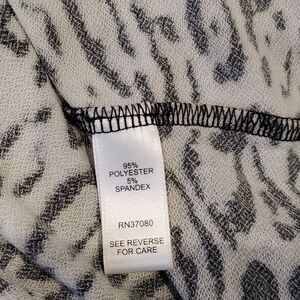 95%
POLYESTER
5%
SPANDEX
RN37080
SEE REVERSE
FOR CARE